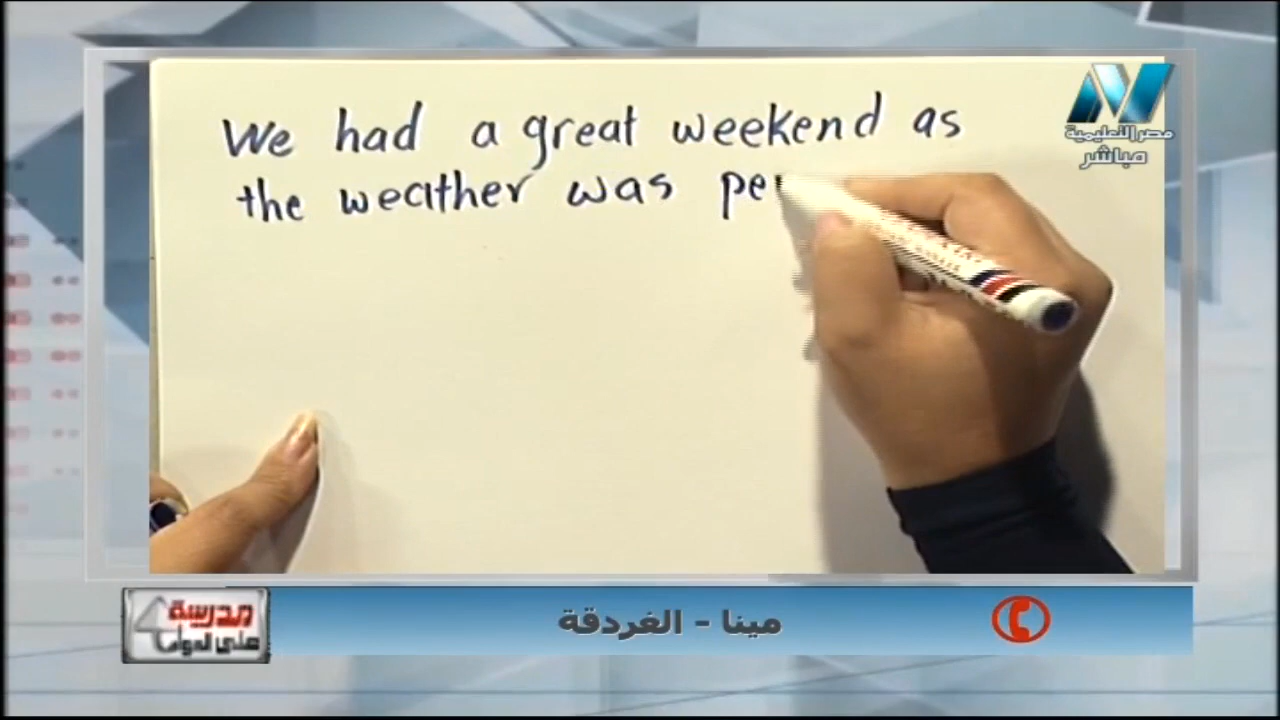 We had a great weekend as
the weather was pe
مصر التعليمية
مباشر
مينا - الغردقة
مدرسة
على الهواء